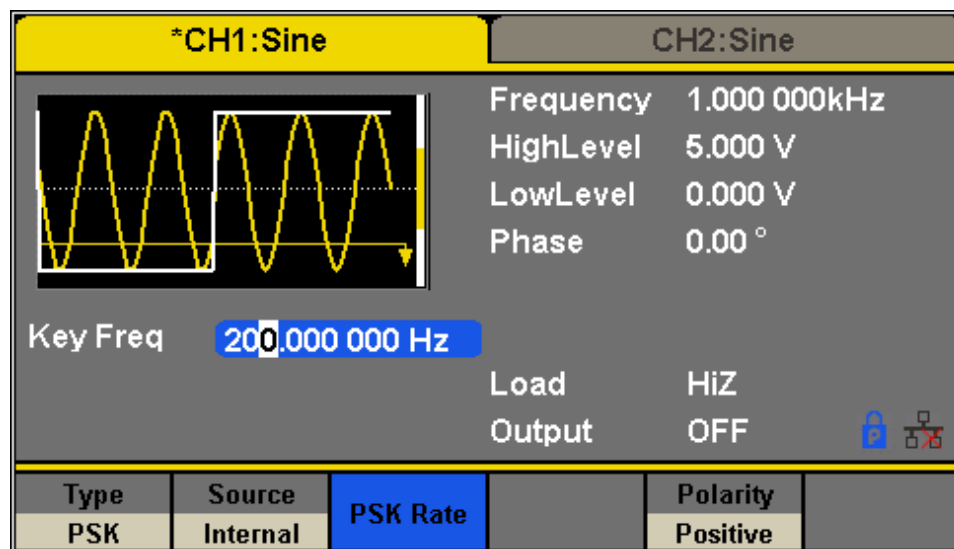 *CH1:Sine
CH2:Sine
Frequency 1.000 000kHz
HighLevel 5.000 V
LowLevel 0.000 V
Phase 0.00 °
Key Freq 200.000 000 Hz
Load HiZ
Output OFF
P
Type Source PSK Rate Polarity
PSK Internal Positive